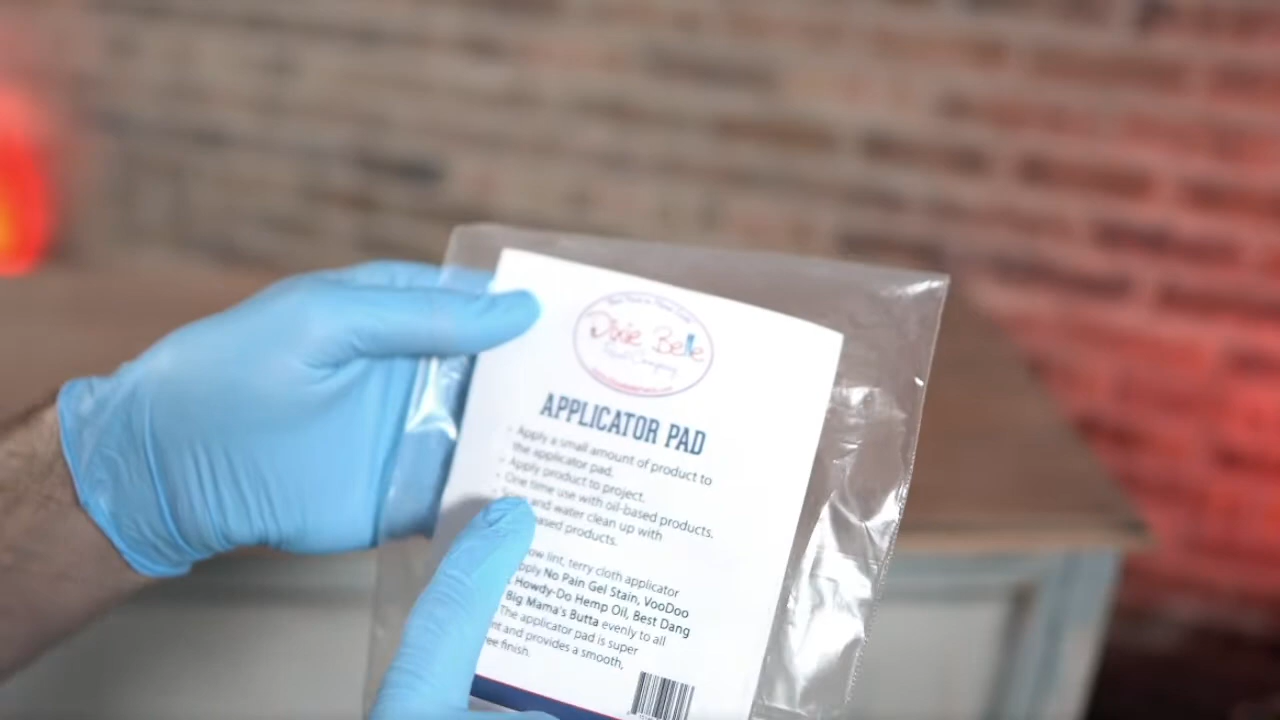 Dixie Belle
Paint Company
APPLICATOR PAD
- Apply a small amount of product to
the applicator pad.
- Apply product to project.
- One time use with oil-based products.
and water clean up with
based products.
low lint, terry cloth applicator
No Pain Gel Stain, VooDoo
Howdy-Do Hemp Oil, Best Dang
Big Mama's Butta evenly to all
The applicator pad is super
and provides a smooth,
finish.